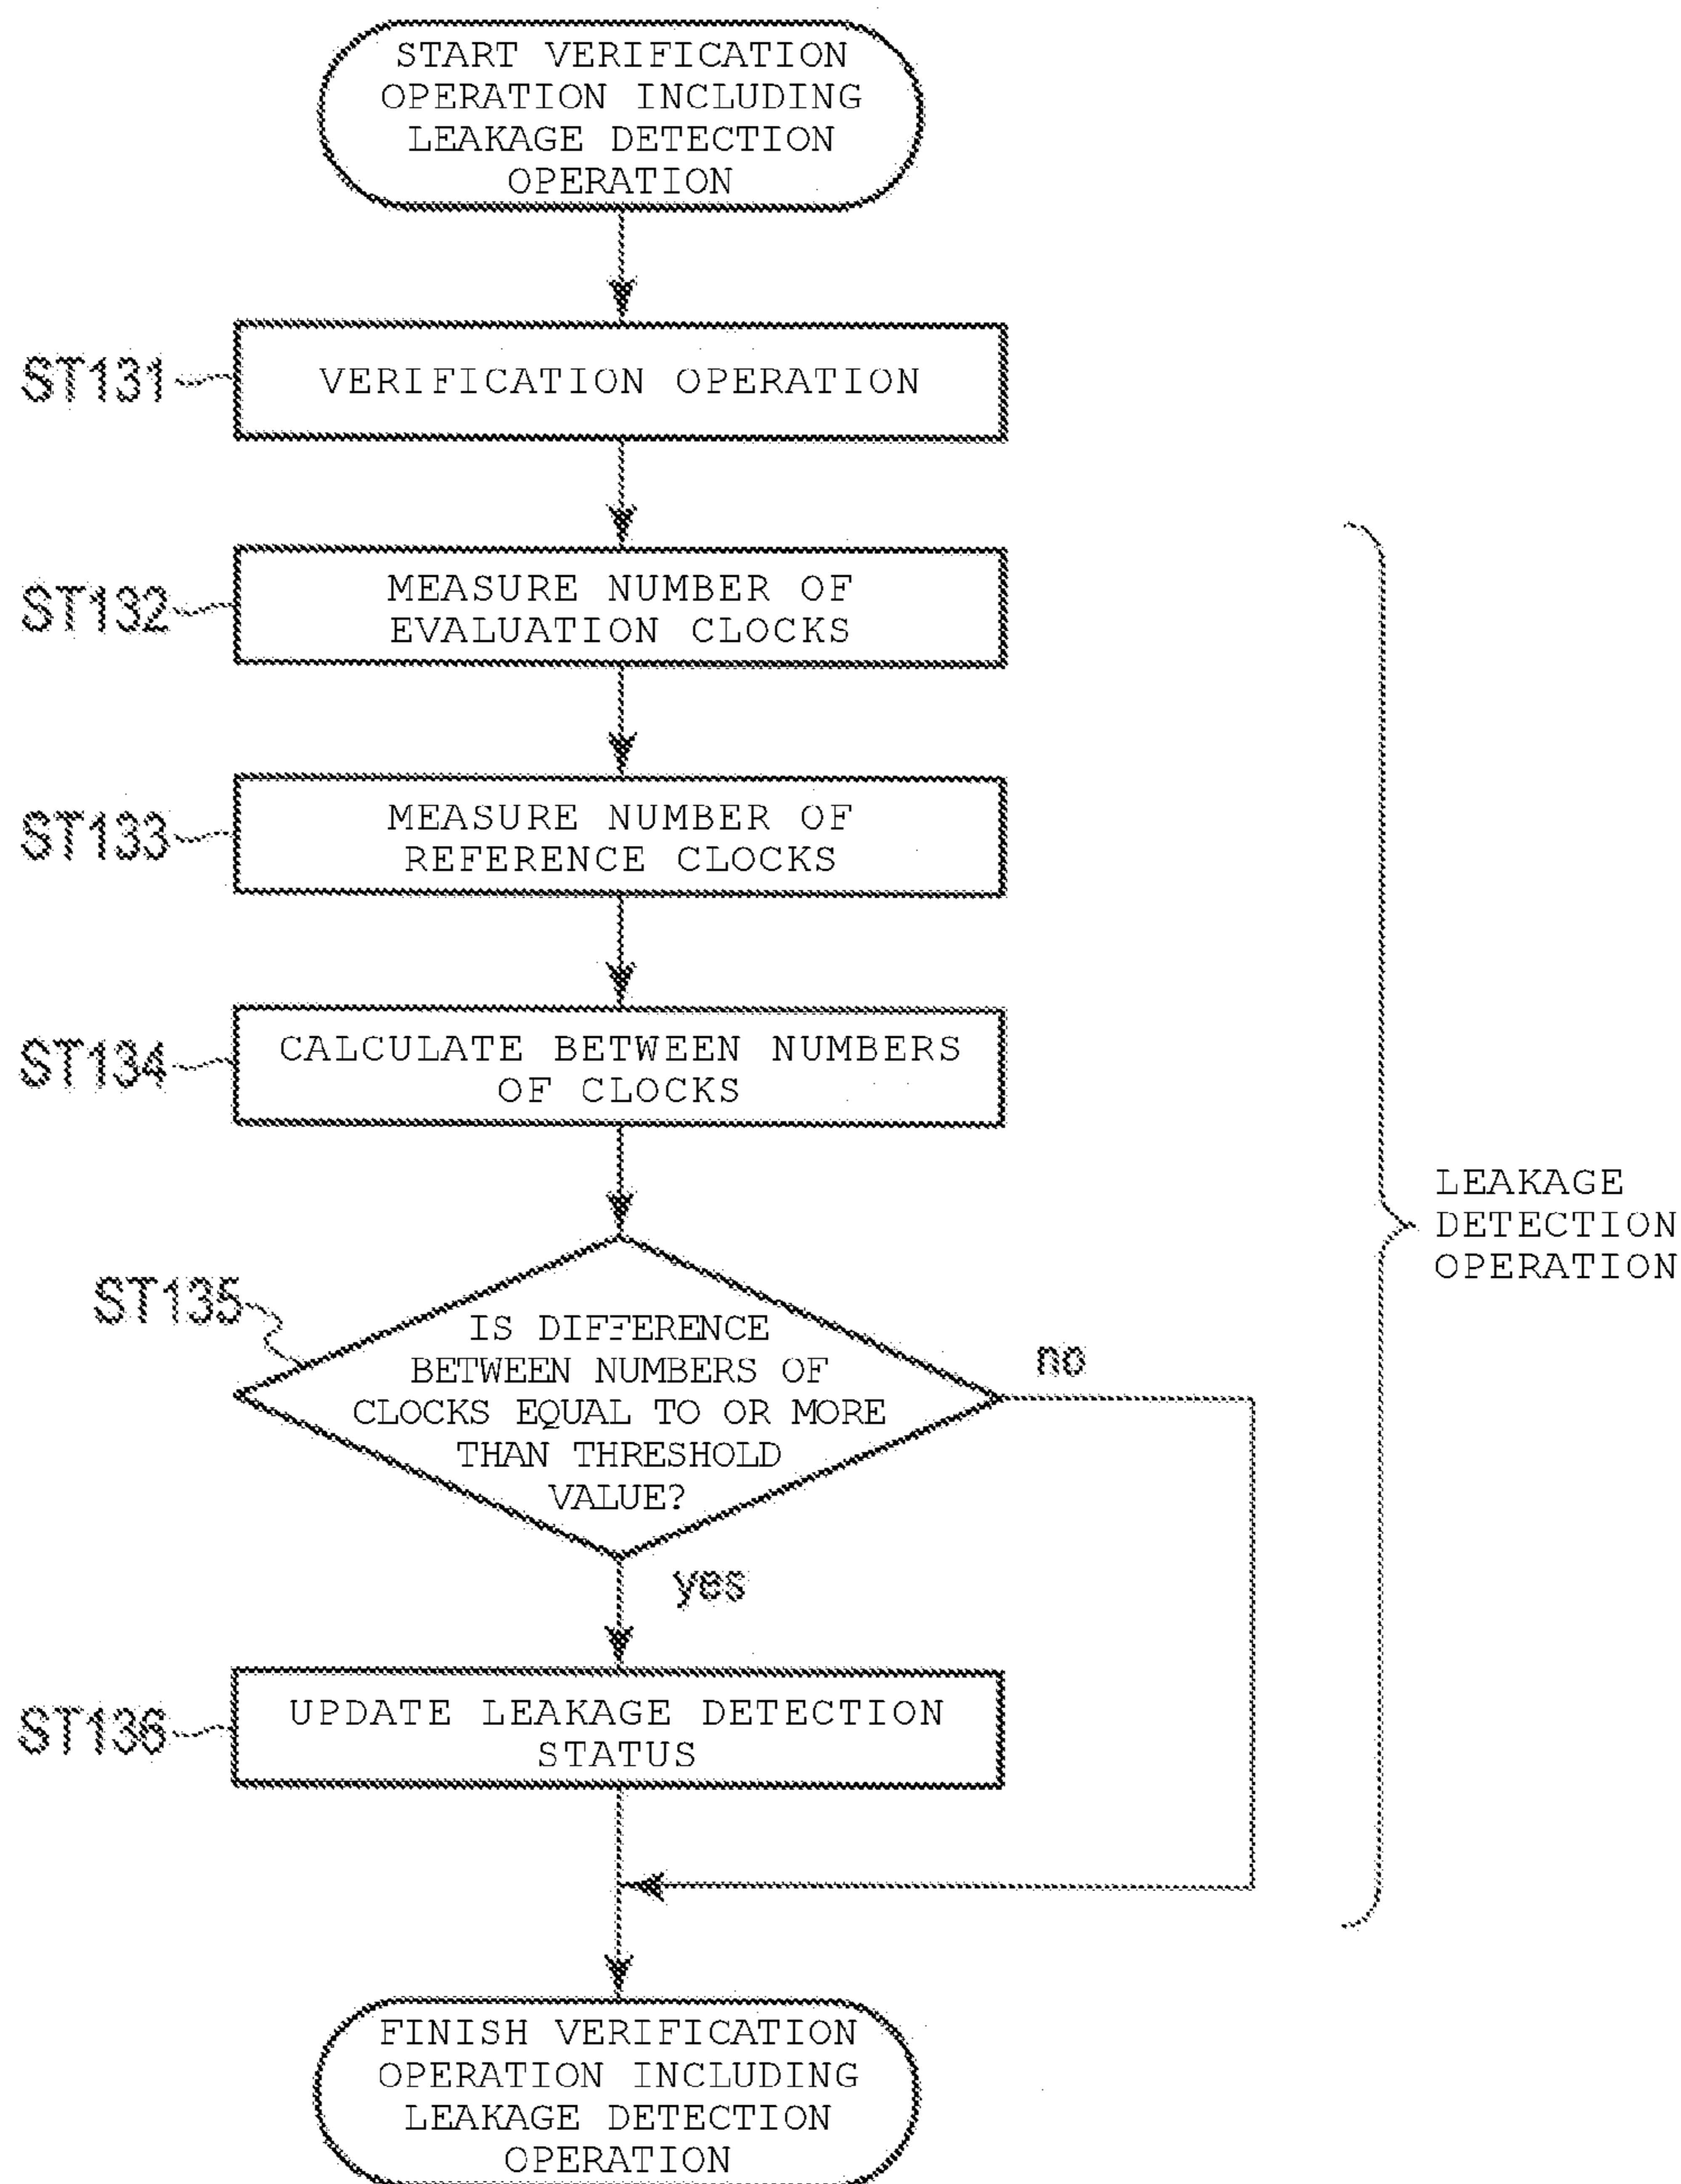 START VERIFICATION
OPERATION INCLUDING
LEAKAGE DETECTION
OPERATION
ST131
VERIFICATION OPERATION
ST132
MEASURE NUMBER OF
EVALUATION CLOCKS
ST133
MEASURE NUMBER OF
REFERENCE CLOCKS
ST134
CALCULATE BETWEEN NUMBERS
OF CLOCKS
LEAKAGE
DETECTION
OPERATION
ST135
IS DIFFERENCE
BETWEEN NUMBERS OF
CLOCKS EQUAL TO OR MORE
THAN THRESHOLD
VALUE?
no
yes
ST136
UPDATE LEAKAGE DETECTION
STATUS
FINISH VERIFICATION
OPERATION INCLUDING
LEAKAGE DETECTION
OPERATION